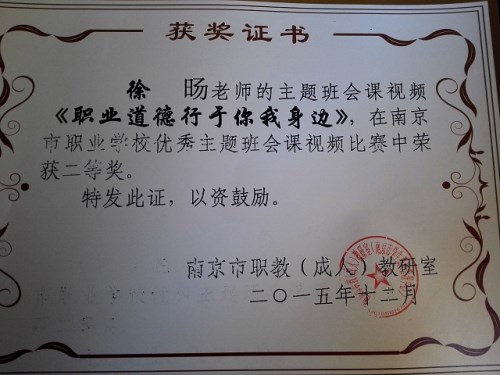 获奖证书
徐 旸老师的主题班会课视频
《职业道德行于你我身边》，在南京
市职业学校优秀主题班会课视频比赛中荣
获二等奖。
特发此证，以资鼓励。
南京市职教（成人）教研室
二〇一五年十二月